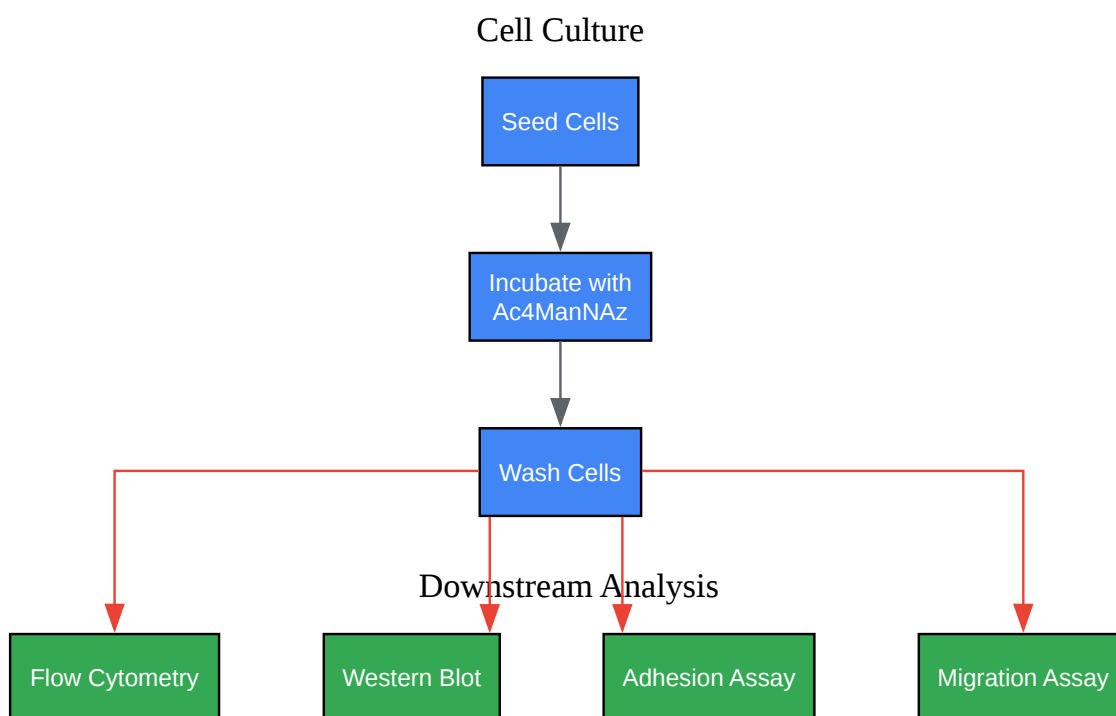 Cell Culture
Seed Cells
Incubate with
Ac4ManNAz
Wash Cells
Downstream Analysis
Flow Cytometry
Western Blot
Adhesion Assay
Migration Assay